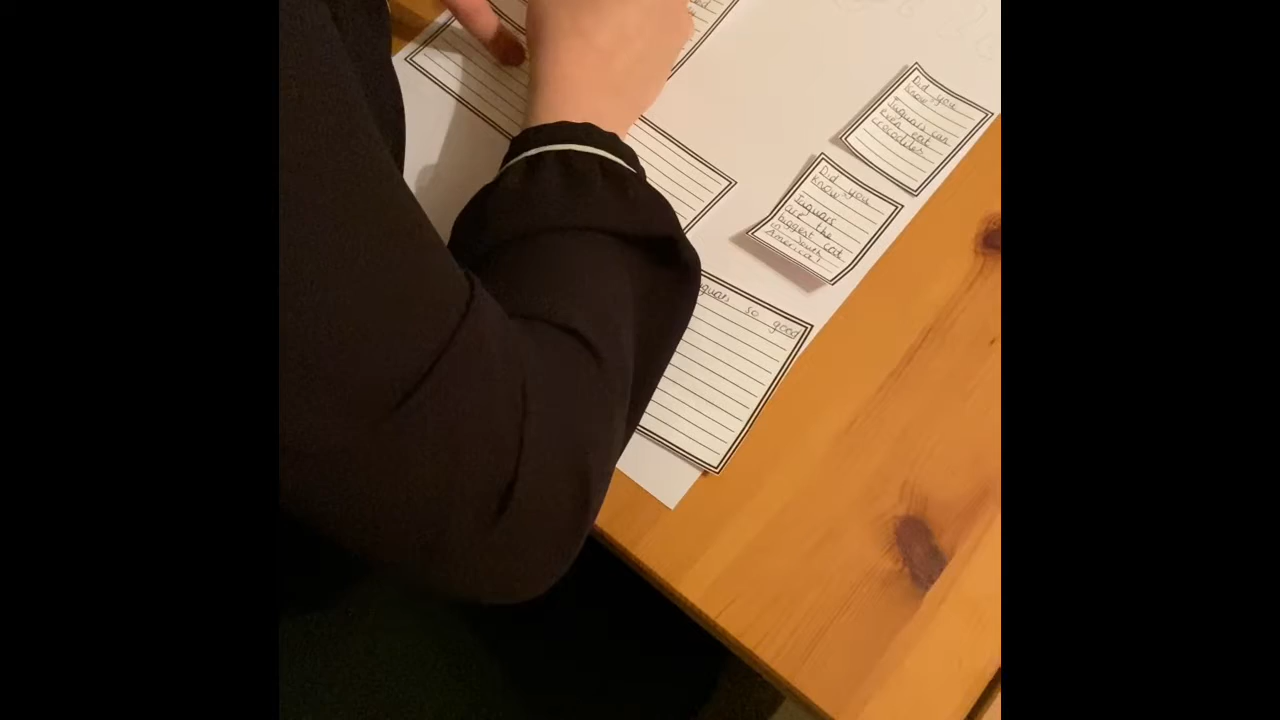 Did you
know :-
Jaguars can
even eat
crocodiles
Did you
know :-
Jaguars
are the
biggest cat
in South
America!
guars so good